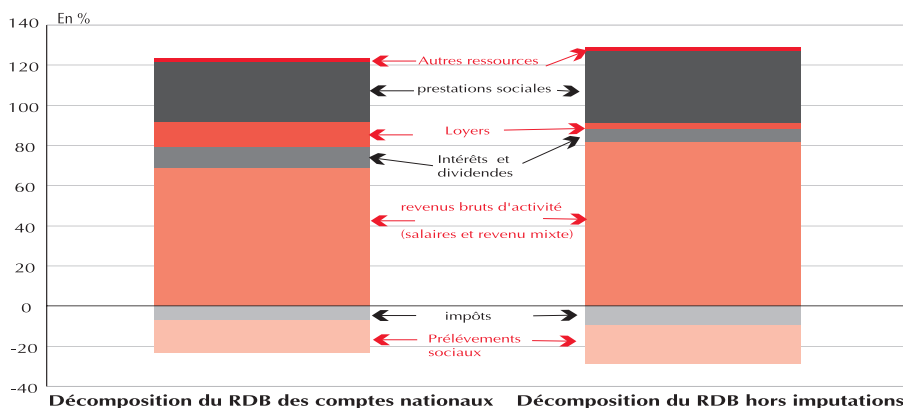 En %
140
120
100
80
60
40
20
0
-20
-40
Autres ressources
prestations sociales
Loyers
Intérêts et
dividendes
revenus bruts d'activité
(salaires et revenu mixte)
impôts
Prélévements
sociaux
Décomposition du RDB des comptes nationaux
Décomposition du RDB hors imputations